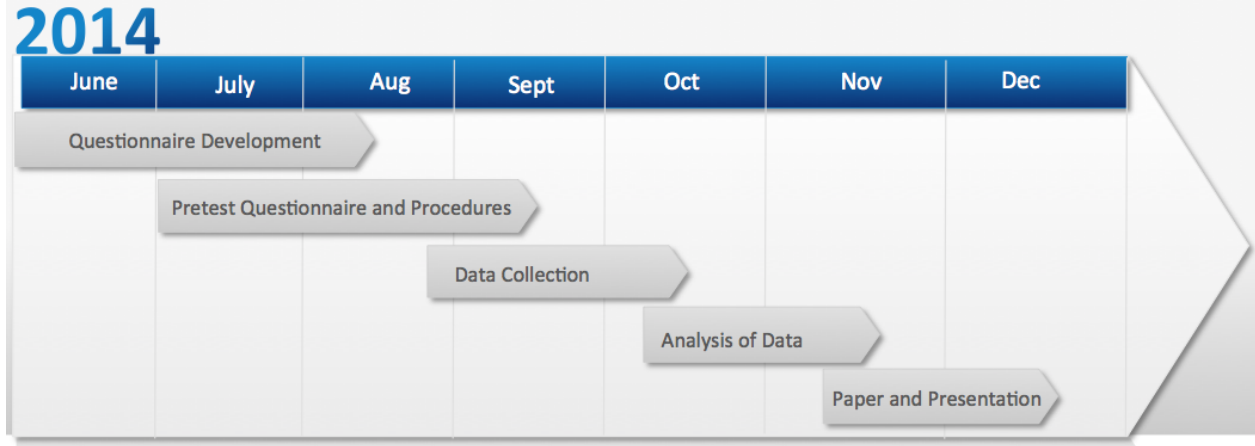 2014
June July Aug Sept Oct Nov Dec
Questionnaire Development
Pretest Questionnaire and Procedures
Data Collection
Analysis of Data
Paper and Presentation